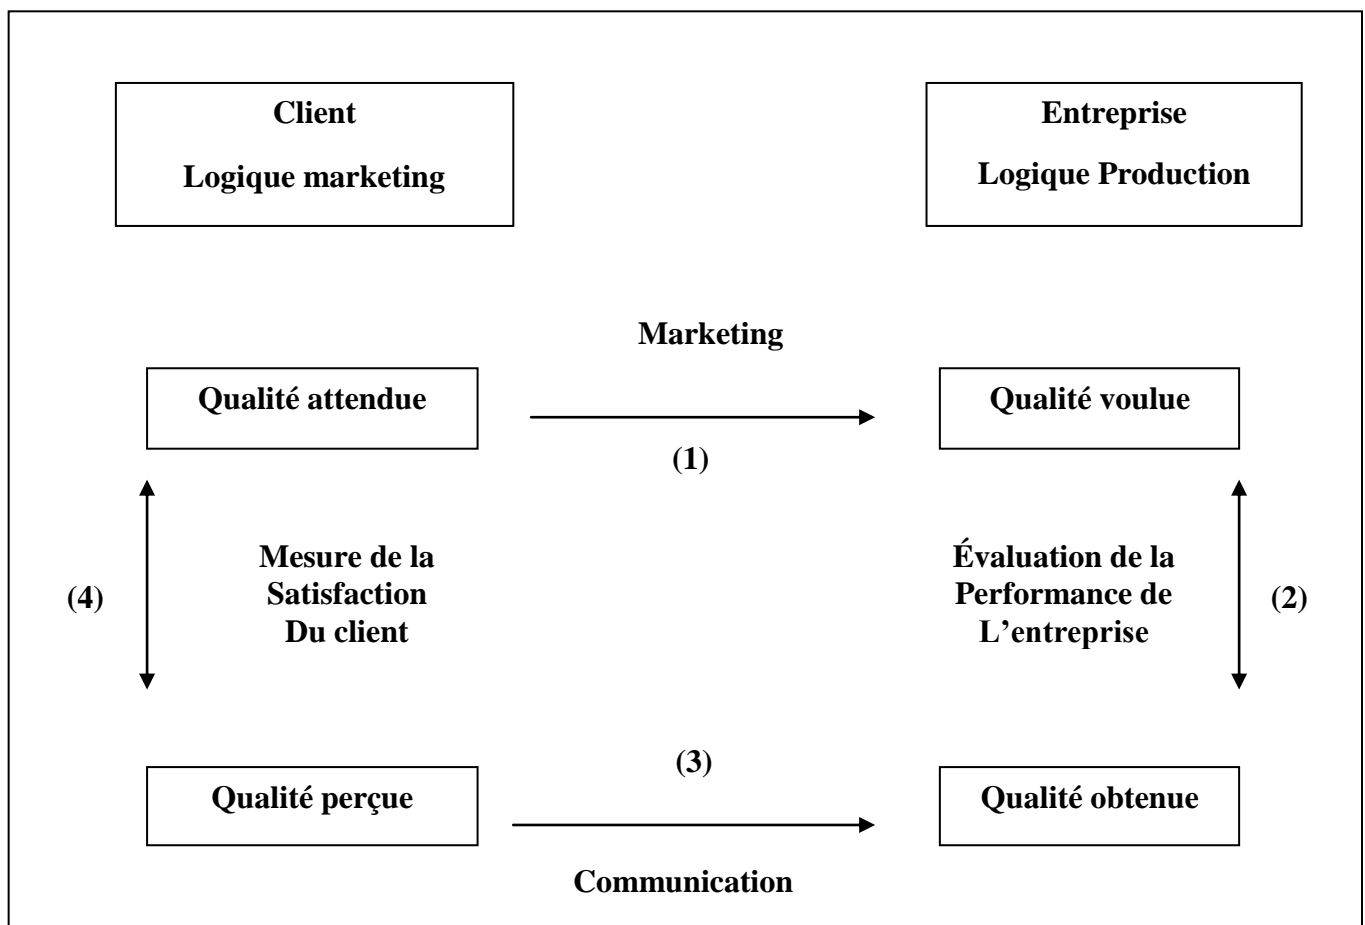 Client
Logique marketing
Entreprise
Logique Production
Marketing
Qualité attendue
Qualité voulue
(1)
(4)
Mesure de la
Satisfaction
Du client
Évaluation de la
Performance de
L’entreprise
(2)
(3)
Qualité perçue
Qualité obtenue
Communication